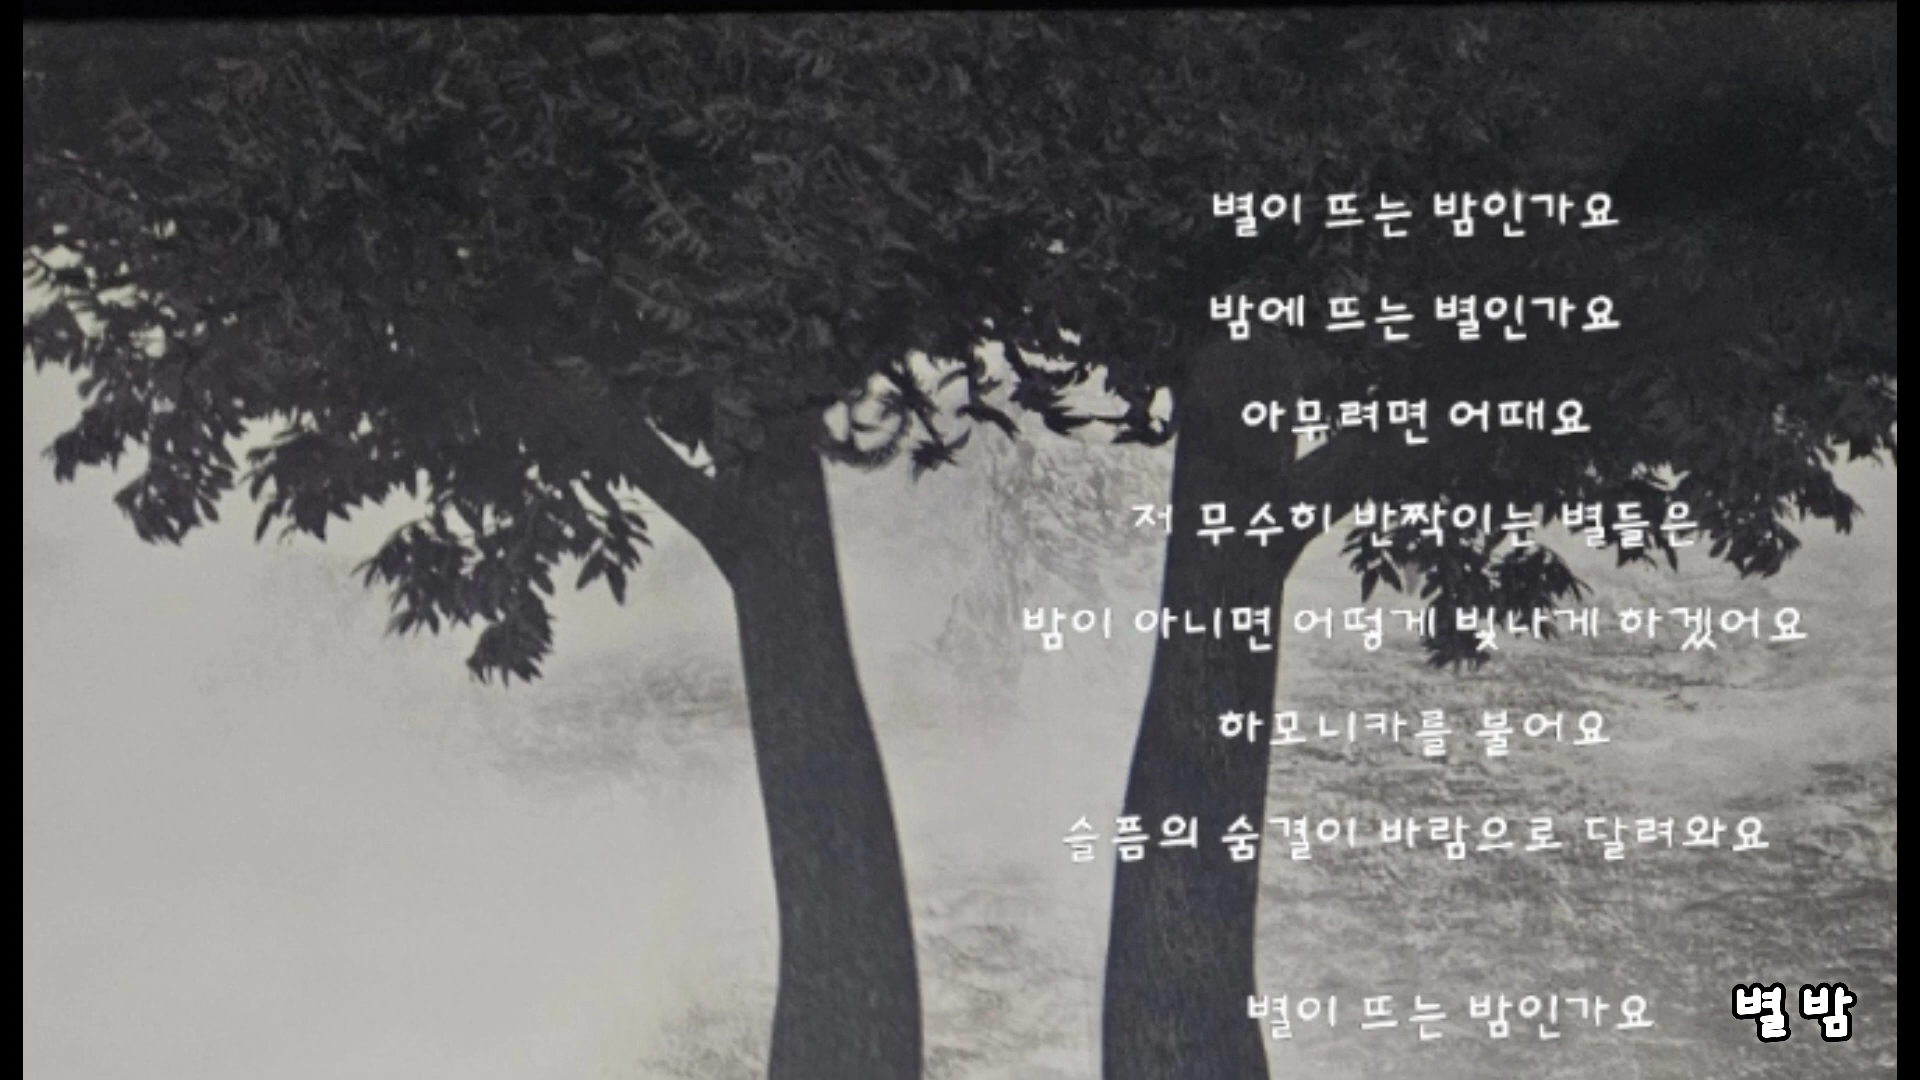 별이 뜨는 밤인가요
밤에 뜨는 별인가요
아무려면 어때요
저 무수히 반짝이는 별들은
밤이 아니면 어떻게 빛나게 하겠어요
하모니카를 불어요
슬픔의 숨결이 바람으로 달려와요
별이 뜨는 밤인가요
별 밤